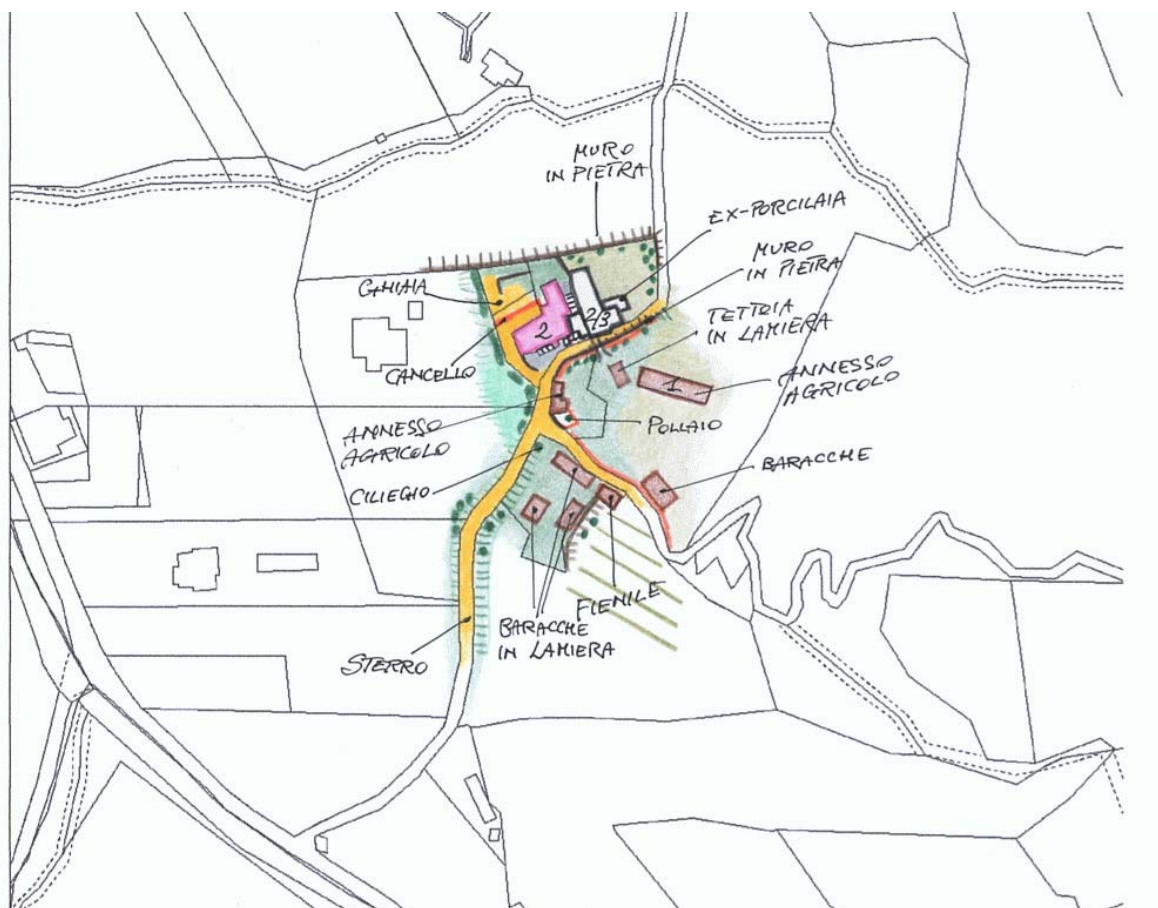 MURO
IN PIETRA
EX-PORCILAIA
MURO
IN PIETRA
GHIAIA
TETTOIA
IN LAMIERA
2
2/3
CANCELLO
1
ANNESSO
AGRICOLO
ANNESSO
AGRICOLO
POLLAIO
BARACCHE
CILIEGIO
FIENILE
BARACCHE
IN LAMIERA
STERRO